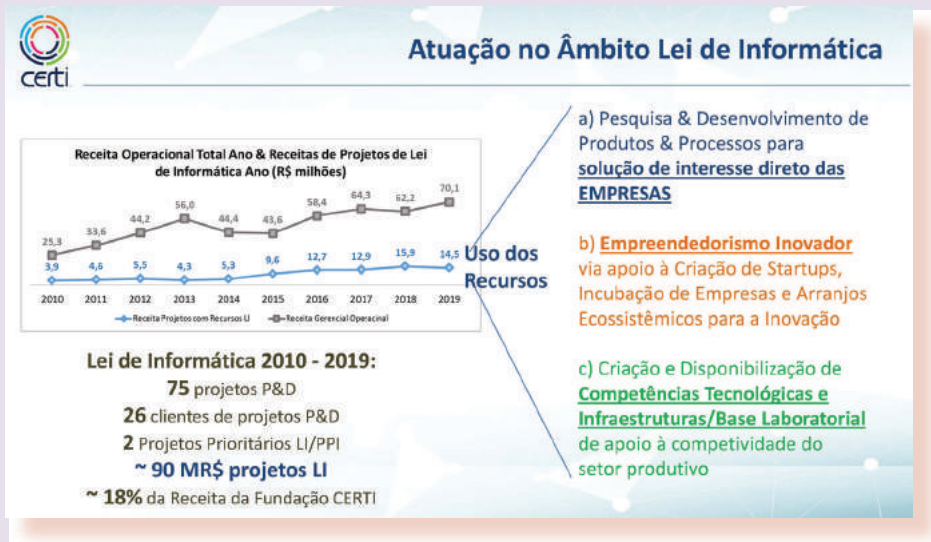 certi
Atuação no Âmbito Lei de Informática
Receita Operacional Total Ano & Receitas de Projetos de Lei
de Informática Ano (R$ milhões)
25,3 33,6 44,2 56,0 44,4 43,6 58,4 64,3 62,2 70,1
3,9 4,6 5,5 4,3 5,3 9,6 12,7 12,9 15,9 14,5
2010 2011 2012 2013 2014 2015 2016 2017 2018 2019
Receita Projetos com Recursos LI Receita Gerencial Operacinal
Uso dos
Recursos
Lei de Informática 2010 - 2019:
75 projetos P&D
26 clientes de projetos P&D
2 Projetos Prioritários LI/PPI
~ 90 MR$ projetos LI
~ 18% da Receita da Fundação CERTI
a) Pesquisa & Desenvolvimento de
Produtos & Processos para
solução de interesse direto das
EMPRESAS
b) Empreendedorismo Inovador
via apoio à Criação de Startups,
Incubação de Empresas e Arranjos
Ecossistêmicos para a Inovação
c) Criação e Disponibilização de
Competências Tecnológicas e
Infraestruturas/Base Laboratorial
de apoio à competividade do
setor produtivo